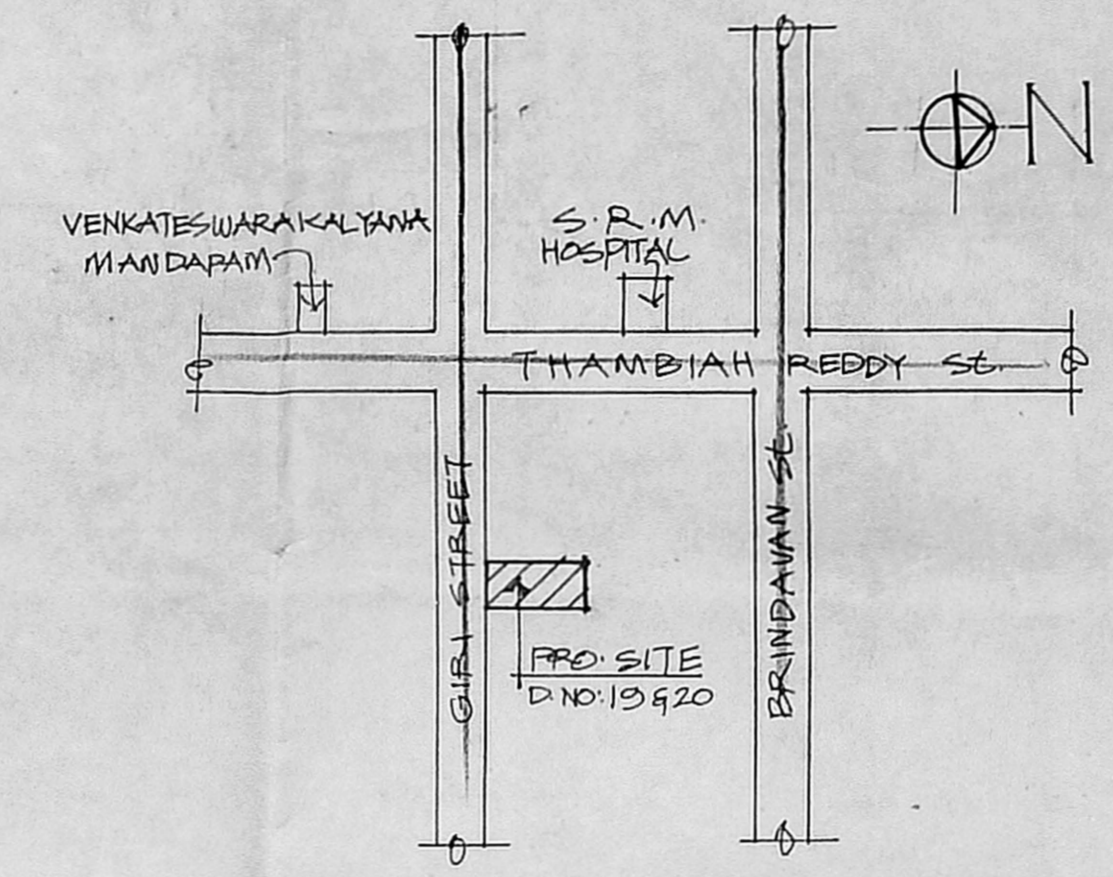 N
VENKATESWARA KALYANA
MANDAPAM
S.R.M.
HOSPITAL
THAMBIAH REDDY St.
GIRI STREET
BRINDAVAN St.
PRO. SITE
D. NO: 19 & 20